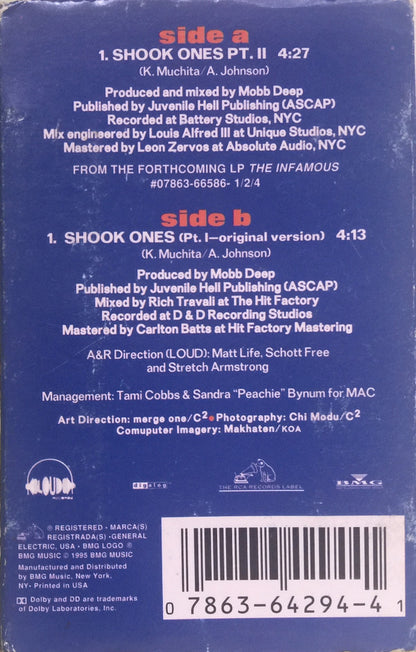 side a
1. SHOOK ONES PT. II 4:27
(K. Muchita/A. Johnson)
Produced and mixed by Mobb Deep
Published by Juvenile Hell Publishing (ASCAP)
Recorded at Battery Studios, NYC
Mix engineered by Louis Alfred III at Unique Studios, NYC
Mastered by Leon Zervos at Absolute Audio, NYC
FROM THE FORTHCOMING LP THE INFAMOUS
#07863-66586- 1/2/4
side b
1. SHOOK ONES (Pt. I—original version) 4:13
(K. Muchita/A. Johnson)
Produced by Mobb Deep
Published by Juvenile Hell Publishing (ASCAP)
Mixed by Rich Travali at The Hit Factory
Recorded at D & D Recording Studios
Mastered by Carlton Batts at Hit Factory Mastering
A&R Direction (LOUD): Matt Life, Schott Free
and Stretch Armstrong
Management: Tami Cobbs & Sandra "Peachie" Bynum for MAC
Art Direction: merge one/C2 • Photography: Chi Modu/C2
Comuputer Imagery: Makhaten/KOA
LOUD
digalog
THE RCA RECORDS LABEL
BMG
® REGISTERED • MARCA(S)
REGISTRADA(S) •GENERAL
ELECTRIC, USA • BMG LOGO ®
BMG MUSIC © 1995 BMG MUSIC
Manufactured and Distributed
by BMG Music, New York,
NY• Printed in USA
Dolby and DD are trademarks
of Dolby Laboratories, Inc.
0 7863-64294-4 1